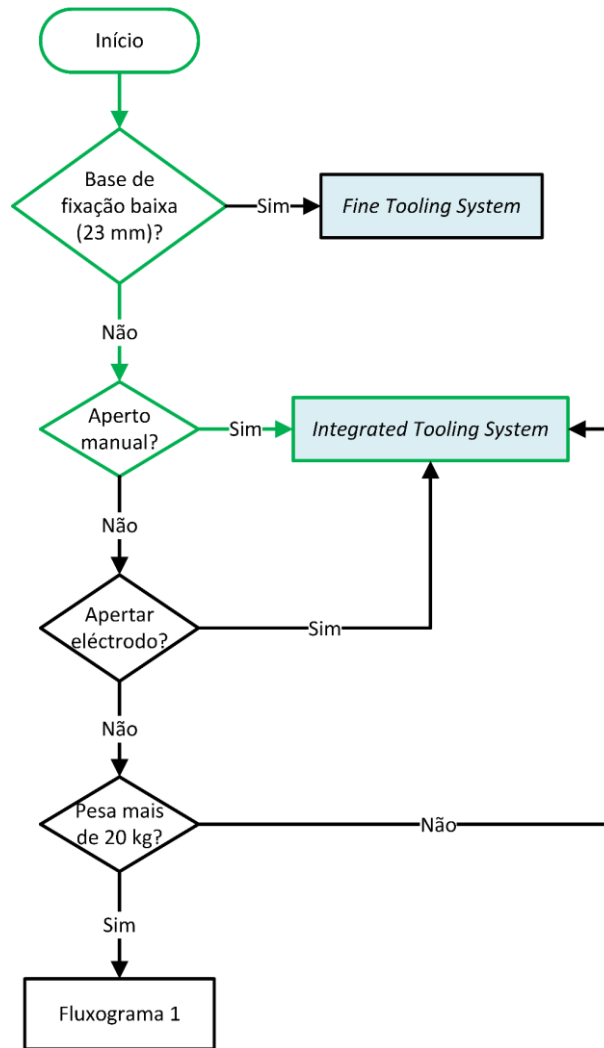 Início
Base de
fixação baixa
(23 mm)?
Sim
Fine Tooling System
Não
Aperto
manual?
Sim
Integrated Tooling System
Não
Apertar
eléctrodo?
Sim
Não
Pesa mais
de 20 kg?
Não
Sim
Fluxograma 1